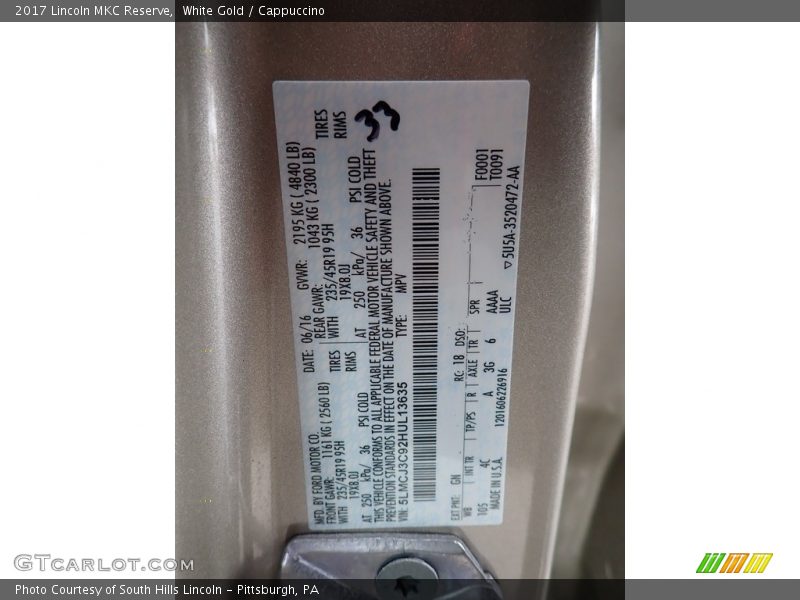 2017 Lincoln MKC Reserve, White Gold / Cappuccino
MFD. BY FORD MOTOR CO.
DATE: 06/16 GVWR: 2195 KG ( 4840 LB)
FRONT GAWR: 1161 KG ( 2560 LB) REAR GAWR: 1043 KG ( 2300 LB)
WITH 235/45R19 95H TIRES WITH 235/45R19 95H TIRES
19X8.0J RIMS 19X8.0J RIMS
AT 250 kPa/ 36 PSI COLD AT 250 kPa/ 36 PSI COLD
33
THIS VEHICLE CONFORMS TO ALL APPLICABLE FEDERAL MOTOR VEHICLE SAFETY AND THEFT
PREVENTION STANDARDS IN EFFECT ON THE DATE OF MANUFACTURE SHOWN ABOVE.
VIN: 5LMCJ3C92HUL13635 TYPE: MPV
EXT PNT: GN RC: 18 DSO: F0001
T0091
WB INT TR TP/PS R AXLE TR SPR
105 4C A 3G 6 AAAA
ULC
MADE IN U.S.A. 1201606226916 5U5A-3520472-AA
GTCarLot.com
Photo Courtesy of South Hills Lincoln - Pittsburgh, PA